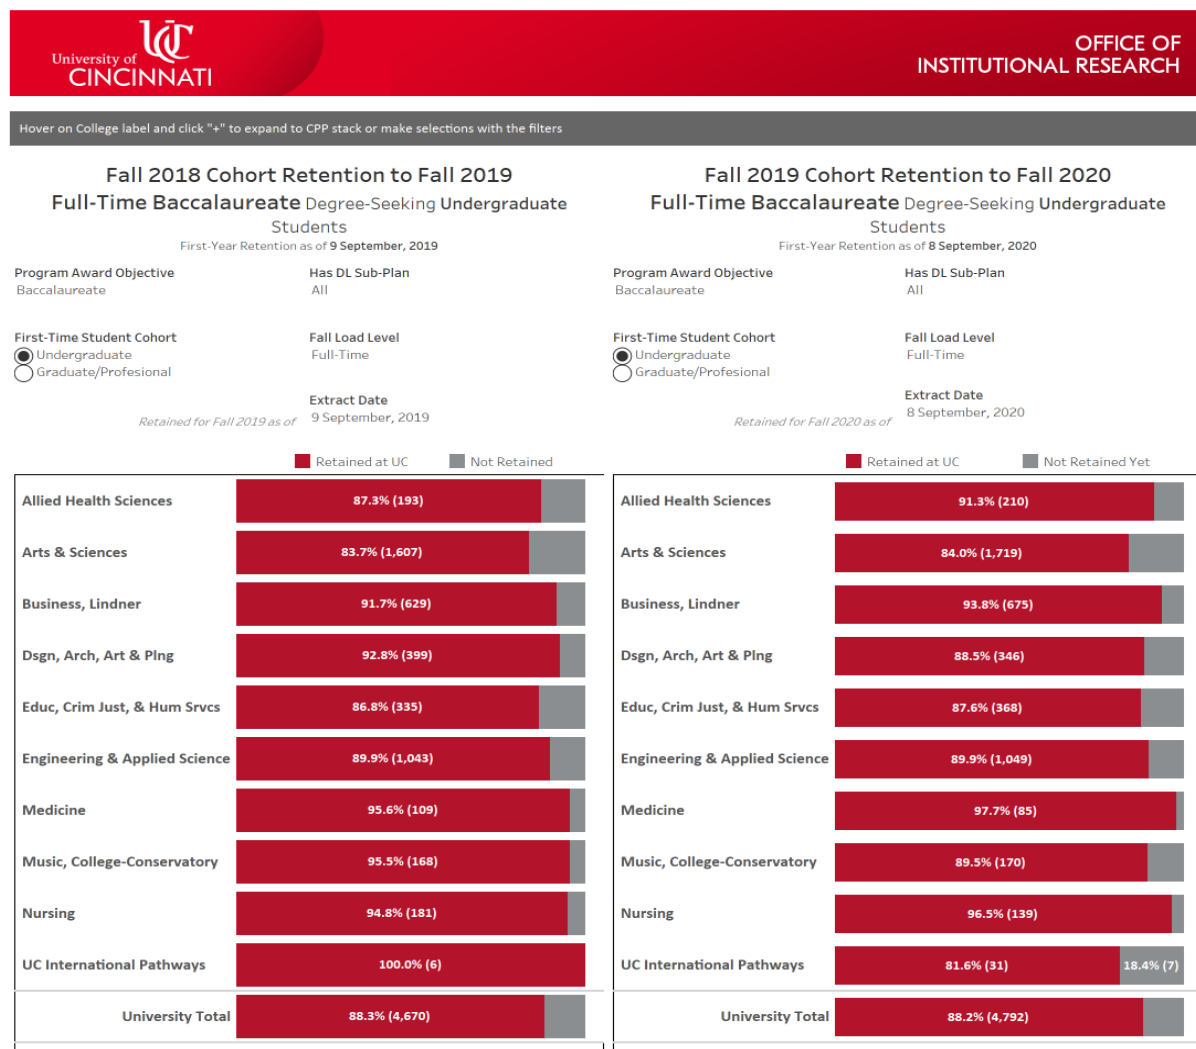 University of
CINCINNATI
OFFICE OF
INSTITUTIONAL RESEARCH
Hover on College label and click "+" to expand to CPP stack or make selections with the filters
Fall 2018 Cohort Retention to Fall 2019
Full-Time Baccalaureate Degree-Seeking Undergraduate
Students
First-Year Retention as of 9 September, 2019
Program Award Objective
Baccalaureate
Has DL Sub-Plan
All
First-Time Student Cohort
Undergraduate
Graduate/Profesional
Fall Load Level
Full-Time
Extract Date
9 September, 2019
Retained for Fall 2019 as of
Retained at UC
Not Retained
Allied Health Sciences 87.3% (193)
Arts & Sciences 83.7% (1,607)
Business, Lindner 91.7% (629)
Dsgn, Arch, Art & Plng 92.8% (399)
Educ, Crim Just, & Hum Srvcs 86.8% (335)
Engineering & Applied Science 89.9% (1,043)
Medicine 95.6% (109)
Music, College-Conservatory 95.5% (168)
Nursing 94.8% (181)
UC International Pathways 100.0% (6)
University Total 88.3% (4,670)
Fall 2019 Cohort Retention to Fall 2020
Full-Time Baccalaureate Degree-Seeking Undergraduate
Students
First-Year Retention as of 8 September, 2020
Program Award Objective
Baccalaureate
Has DL Sub-Plan
All
First-Time Student Cohort
Undergraduate
Graduate/Profesional
Fall Load Level
Full-Time
Extract Date
8 September, 2020
Retained for Fall 2020 as of
Retained at UC
Not Retained Yet
Allied Health Sciences 91.3% (210)
Arts & Sciences 84.0% (1,719)
Business, Lindner 93.8% (675)
Dsgn, Arch, Art & Plng 88.5% (346)
Educ, Crim Just, & Hum Srvcs 87.6% (368)
Engineering & Applied Science 89.9% (1,049)
Medicine 97.7% (85)
Music, College-Conservatory 89.5% (170)
Nursing 96.5% (139)
UC International Pathways 81.6% (31) 18.4% (7)
University Total 88.2% (4,792)